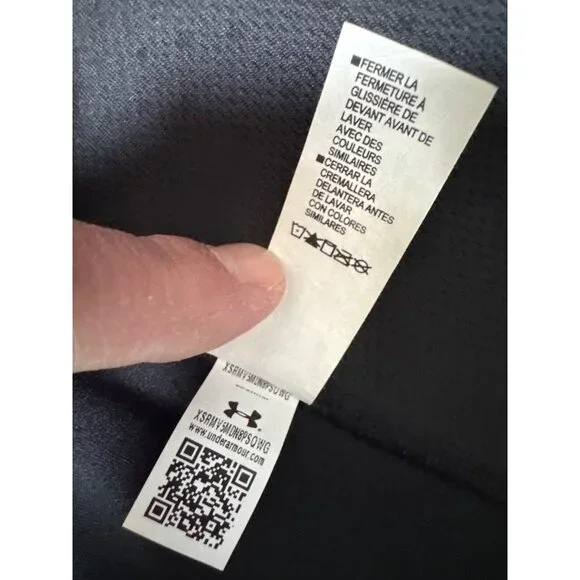 ■FERMER LA
FERMETURE À
GLISSIÈRE DE
DEVANT AVANT DE
LAVER
AVEC DES
COULEURS
SIMILAIRES
■CERRAR LA
CREMALLERA
DELANTERA ANTES
DE LAVAR
CON COLORES
SIMILARES
XSRMV5MDN8PSQWG
XSRMV5MDN8PSQWG
www.underarmour.com